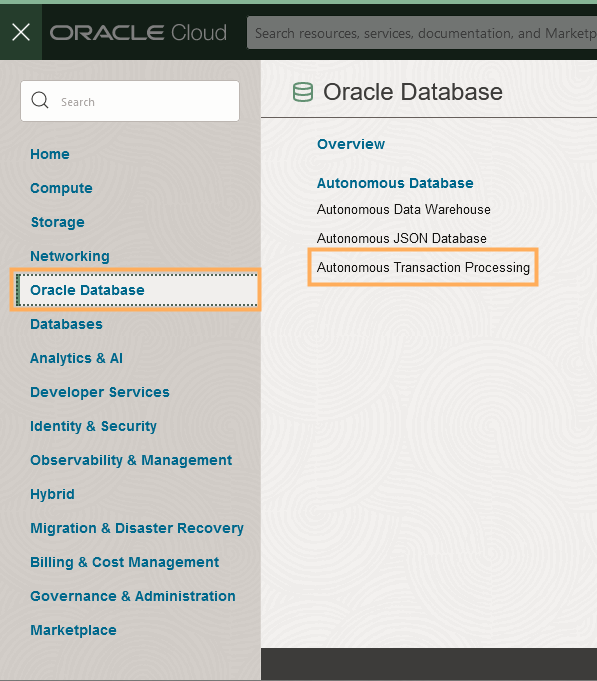 ORACLE Cloud
Search resources, services, documentation, and Marketp
Search
Home
Compute
Storage
Networking
Oracle Database
Databases
Analytics & AI
Developer Services
Identity & Security
Observability & Management
Hybrid
Migration & Disaster Recovery
Billing & Cost Management
Governance & Administration
Marketplace
Oracle Database
Overview
Autonomous Database
Autonomous Data Warehouse
Autonomous JSON Database
Autonomous Transaction Processing